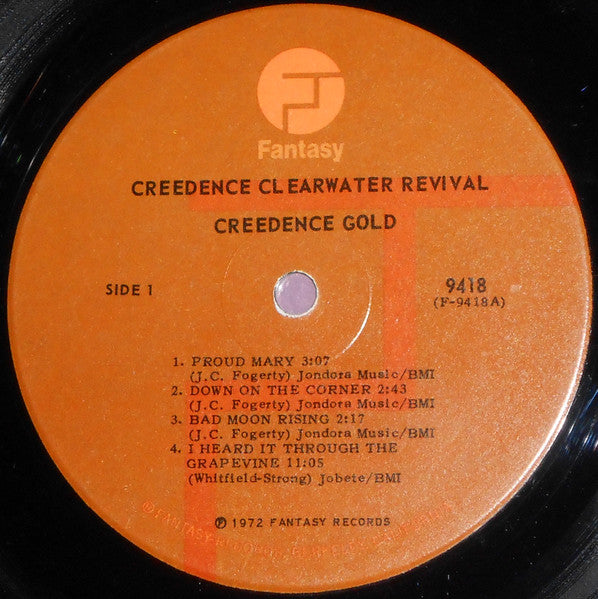 Fantasy
CREEDENCE CLEARWATER REVIVAL
CREEDENCE GOLD
SIDE 1
9418
(F-9418A)
1. PROUD MARY 3:07
(J.C. Fogerty) Jondora Music/BMI
2. DOWN ON THE CORNER 2:43
(J.C. Fogerty) Jondora Music/BMI
3. BAD MOON RISING 2:17
(J.C. Fogerty) Jondora Music/BMI
4. I HEARD IT THROUGH THE
GRAPEVINE 11:05
(Whitfield-Strong) Jobete/BMI
℗ 1972 FANTASY RECORDS
FANTASY RECORDS